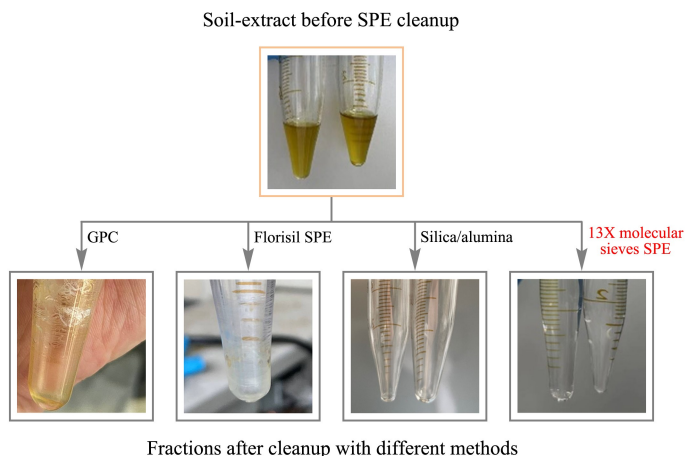 Soil-extract before SPE cleanup
GPC
Florisil SPE
Silica/alumina
13X molecular
sieves SPE
Fractions after cleanup with different methods